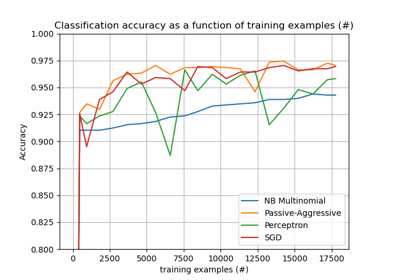 Classification accuracy as a function of training examples (#)
1.000
0.975
0.950
0.925
0.900
0.875
0.850
0.825
0.800
Accuracy
NB Multinomial
Passive-Aggressive
Perceptron
SGD
0 2500 5000 7500 10000 12500 15000 17500
training examples (#)